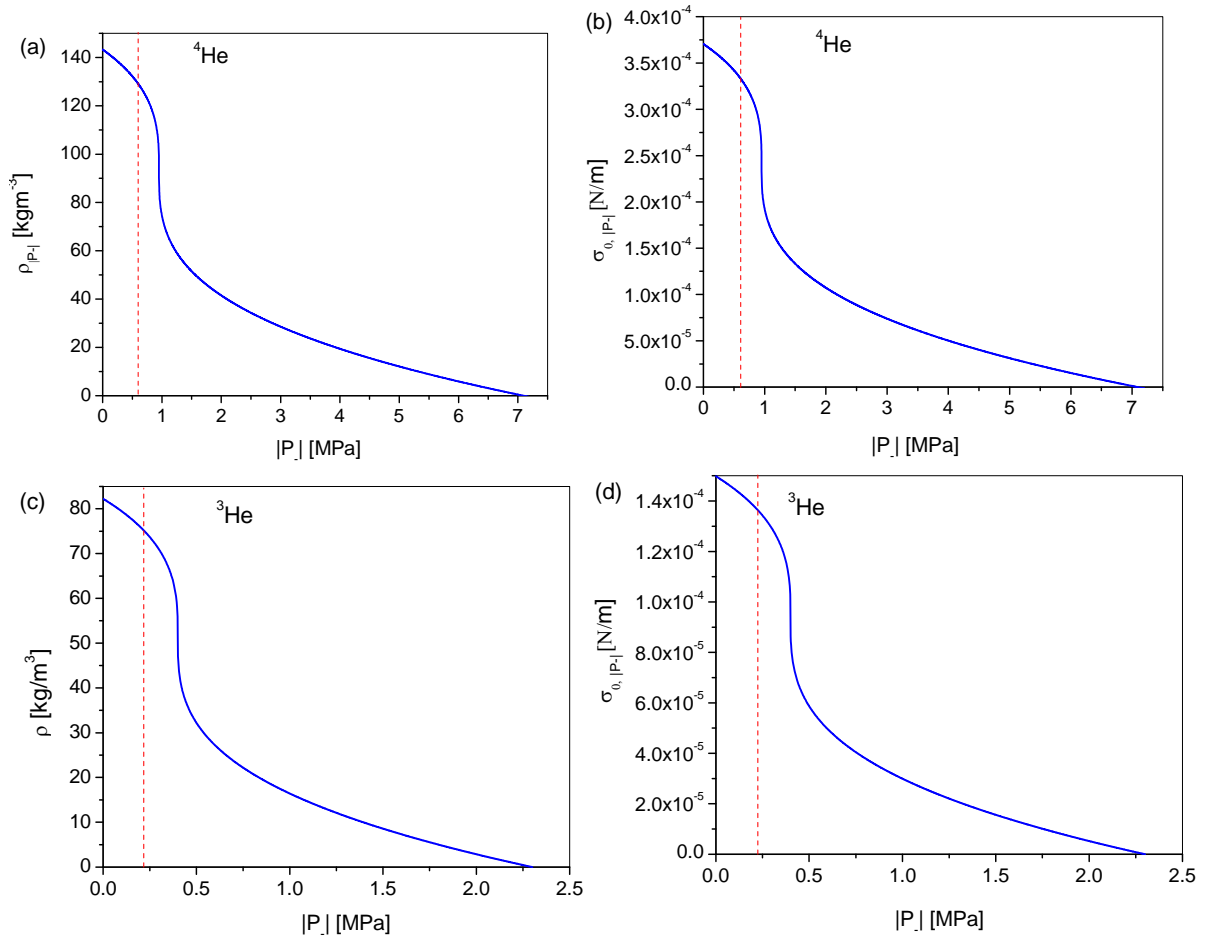 (a)
⁴He
140
120
100
80
60
40
20
0
ρ|P-| [kgm⁻³]
0 1 2 3 4 5 6 7
|P₋| [MPa]
(b)
⁴He
4.0x10⁻⁴
3.5x10⁻⁴
3.0x10⁻⁴
2.5x10⁻⁴
2.0x10⁻⁴
1.5x10⁻⁴
1.0x10⁻⁴
5.0x10⁻⁵
0.0
σ₀, |P-| [N/m]
0 1 2 3 4 5 6 7
|P₋| [MPa]
(c)
³He
80
70
60
50
40
30
20
10
0
ρ [kg/m³]
0.0 0.5 1.0 1.5 2.0 2.5
|P₋| [MPa]
(d)
³He
1.4x10⁻⁴
1.2x10⁻⁴
1.0x10⁻⁴
8.0x10⁻⁵
6.0x10⁻⁵
4.0x10⁻⁵
2.0x10⁻⁵
0.0
σ₀, |P-| [N/m]
0.0 0.5 1.0 1.5 2.0 2.5
|P₋| [MPa]